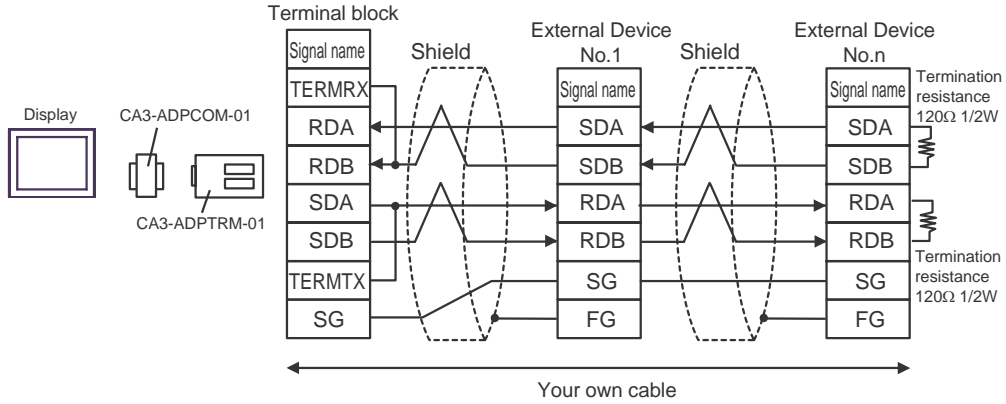 Terminal block
Signal name
TERMRX
RDA
RDB
SDA
SDB
TERMTX
SG
Display
CA3-ADPCOM-01
CA3-ADPTRM-01
Shield
External Device
No.1
Signal name
SDA
SDB
RDA
RDB
SG
FG
Shield
External Device
No.n
Signal name
SDA
SDB
RDA
RDB
SG
FG
Termination
resistance
120Ω 1/2W
Termination
resistance
120Ω 1/2W
Your own cable